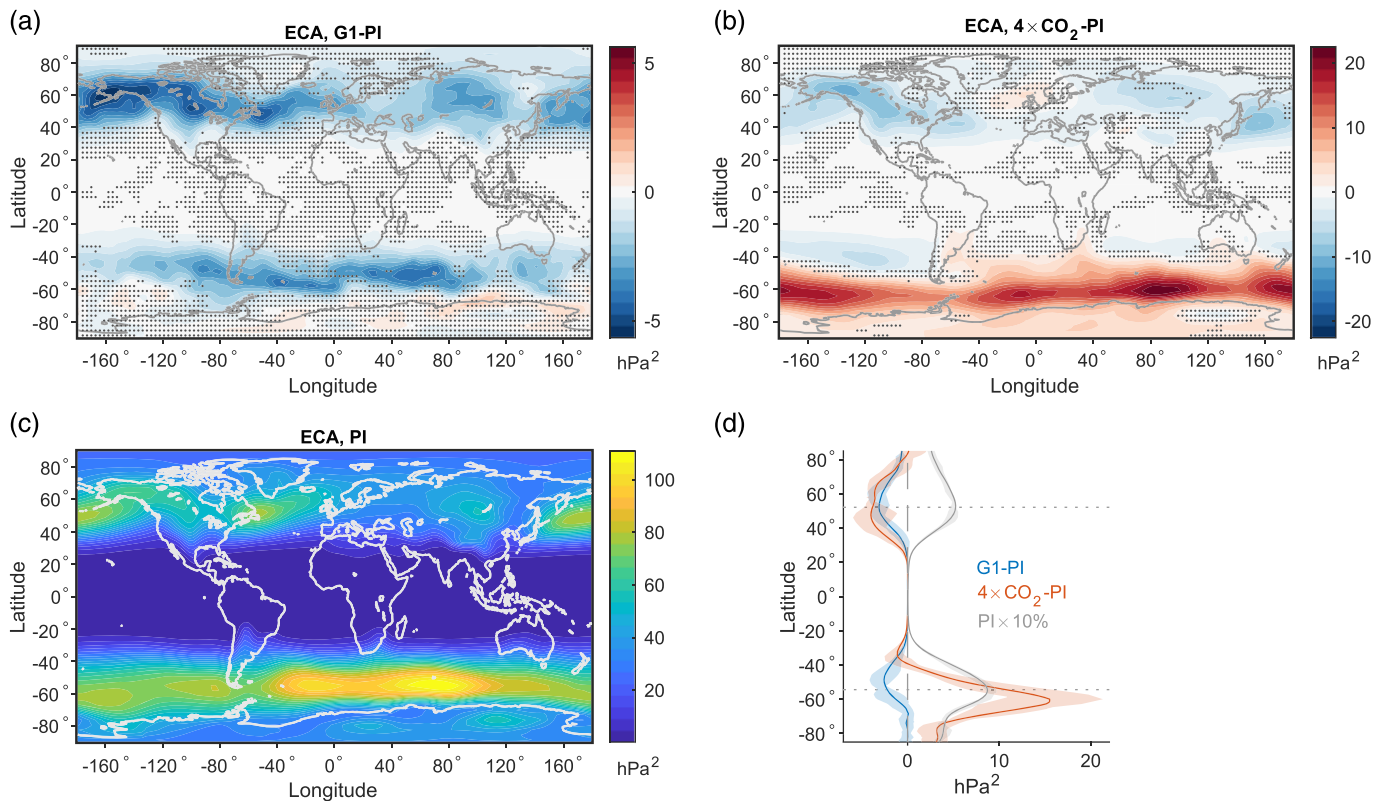 (a)
ECA, G1-PI
80°
60°
40°
20°
0°
-20°
-40°
-60°
-80°
Latitude
-160° -120° -80° -40° 0° 40° 80° 120° 160°
Longitude
5
0
-5
hPa²
(b)
ECA, 4×CO₂-PI
80°
60°
40°
20°
0°
-20°
-40°
-60°
-80°
Latitude
-160° -120° -80° -40° 0° 40° 80° 120° 160°
Longitude
20
10
0
-10
-20
hPa²
(c)
ECA, PI
80°
60°
40°
20°
0°
-20°
-40°
-60°
-80°
Latitude
-160° -120° -80° -40° 0° 40° 80° 120° 160°
Longitude
100
80
60
40
20
hPa²
(d)
80°
60°
40°
20°
0°
-20°
-40°
-60°
-80°
Latitude
G1-PI
4×CO₂-PI
PI×10%
0 10 20
hPa²